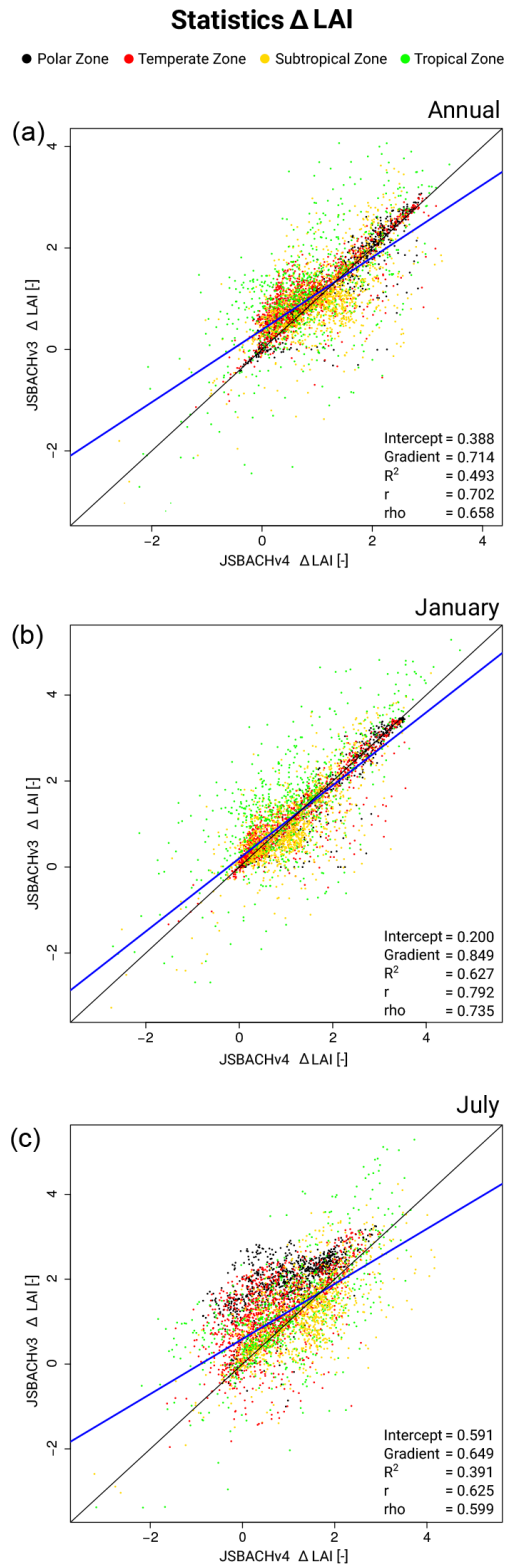 Statistics Δ LAI
Polar Zone Temperate Zone Subtropical Zone Tropical Zone
Annual
(a)
4
2
0
−2
JSBACHv3 Δ LAI [-]
Intercept = 0.388
Gradient = 0.714
R² = 0.493
r = 0.702
rho = 0.658
−2 0 2 4
JSBACHv4 Δ LAI [-]
January
(b)
4
2
0
−2
JSBACHv3 Δ LAI [-]
Intercept = 0.200
Gradient = 0.849
R² = 0.627
r = 0.792
rho = 0.735
−2 0 2 4
JSBACHv4 Δ LAI [-]
July
(c)
4
2
0
−2
JSBACHv3 Δ LAI [-]
Intercept = 0.591
Gradient = 0.649
R² = 0.391
r = 0.625
rho = 0.599
−2 0 2 4
JSBACHv4 Δ LAI [-]